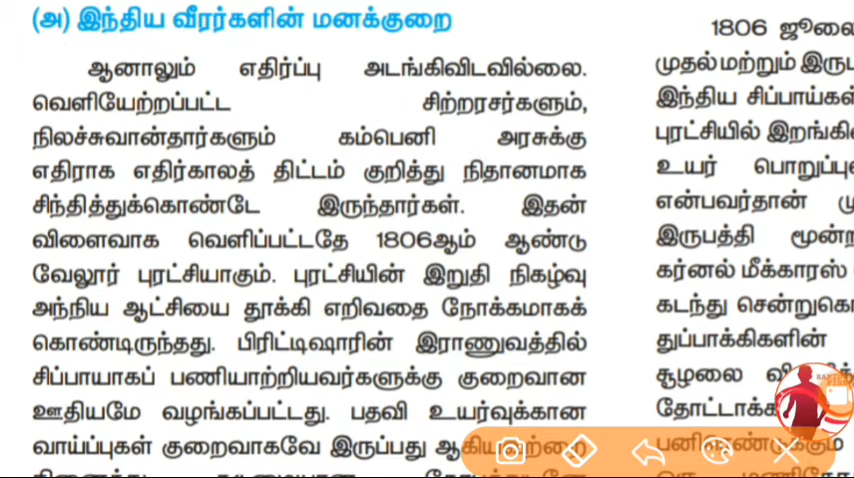 (அ) இந்திய வீரர்களின் மனக்குறை
ஆனாலும் எதிர்ப்பு அடங்கிவிடவில்லை.
வெளியேற்றப்பட்ட சிற்றரசர்களும்,
நிலச்சுவான்தார்களும் கம்பெனி அரசுக்கு
எதிராக எதிர்காலத் திட்டம் குறித்து நிதானமாக
சிந்தித்துக்கொண்டே இருந்தார்கள். இதன்
விளைவாக வெளிப்பட்டதே 1806ஆம் ஆண்டு
வேலூர் புரட்சியாகும். புரட்சியின் இறுதி நிகழ்வு
அந்நிய ஆட்சியை தூக்கி எறிவதை நோக்கமாகக்
கொண்டிருந்தது. பிரிட்டிஷாரின் இராணுவத்தில்
சிப்பாயாகப் பணியாற்றியவர்களுக்கு குறைவான
ஊதியமே வழங்கப்பட்டது. பதவி உயர்வுக்கான
வாய்ப்புகள் குறைவாகவே இருப்பது ஆகியவற்றை
1806 ஜூலை
முதல் மற்றும்
இந்திய
புரட்சியில்
உயர்
என்பவர்தான்
இருபத்தி
கர்னல் மீக்காரஸ்
கடந்து
துப்பாக்கிகளின்
சூழலை